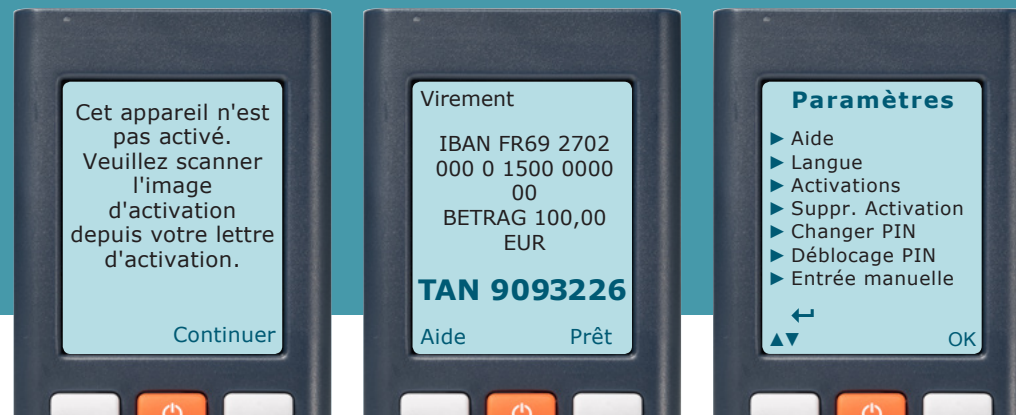 Cet appareil n'est
pas activé.
Veuillez scanner
l'image
d'activation
depuis votre lettre
d'activation.
Continuer
Virement
IBAN FR69 2702
000 0 1500 0000
00
BETRAG 100,00
EUR
TAN 9093226
Aide Prêt
Paramètres
► Aide
► Langue
► Activations
► Suppr. Activation
► Changer PIN
► Déblocage PIN
► Entrée manuelle
↵
▲▼ OK